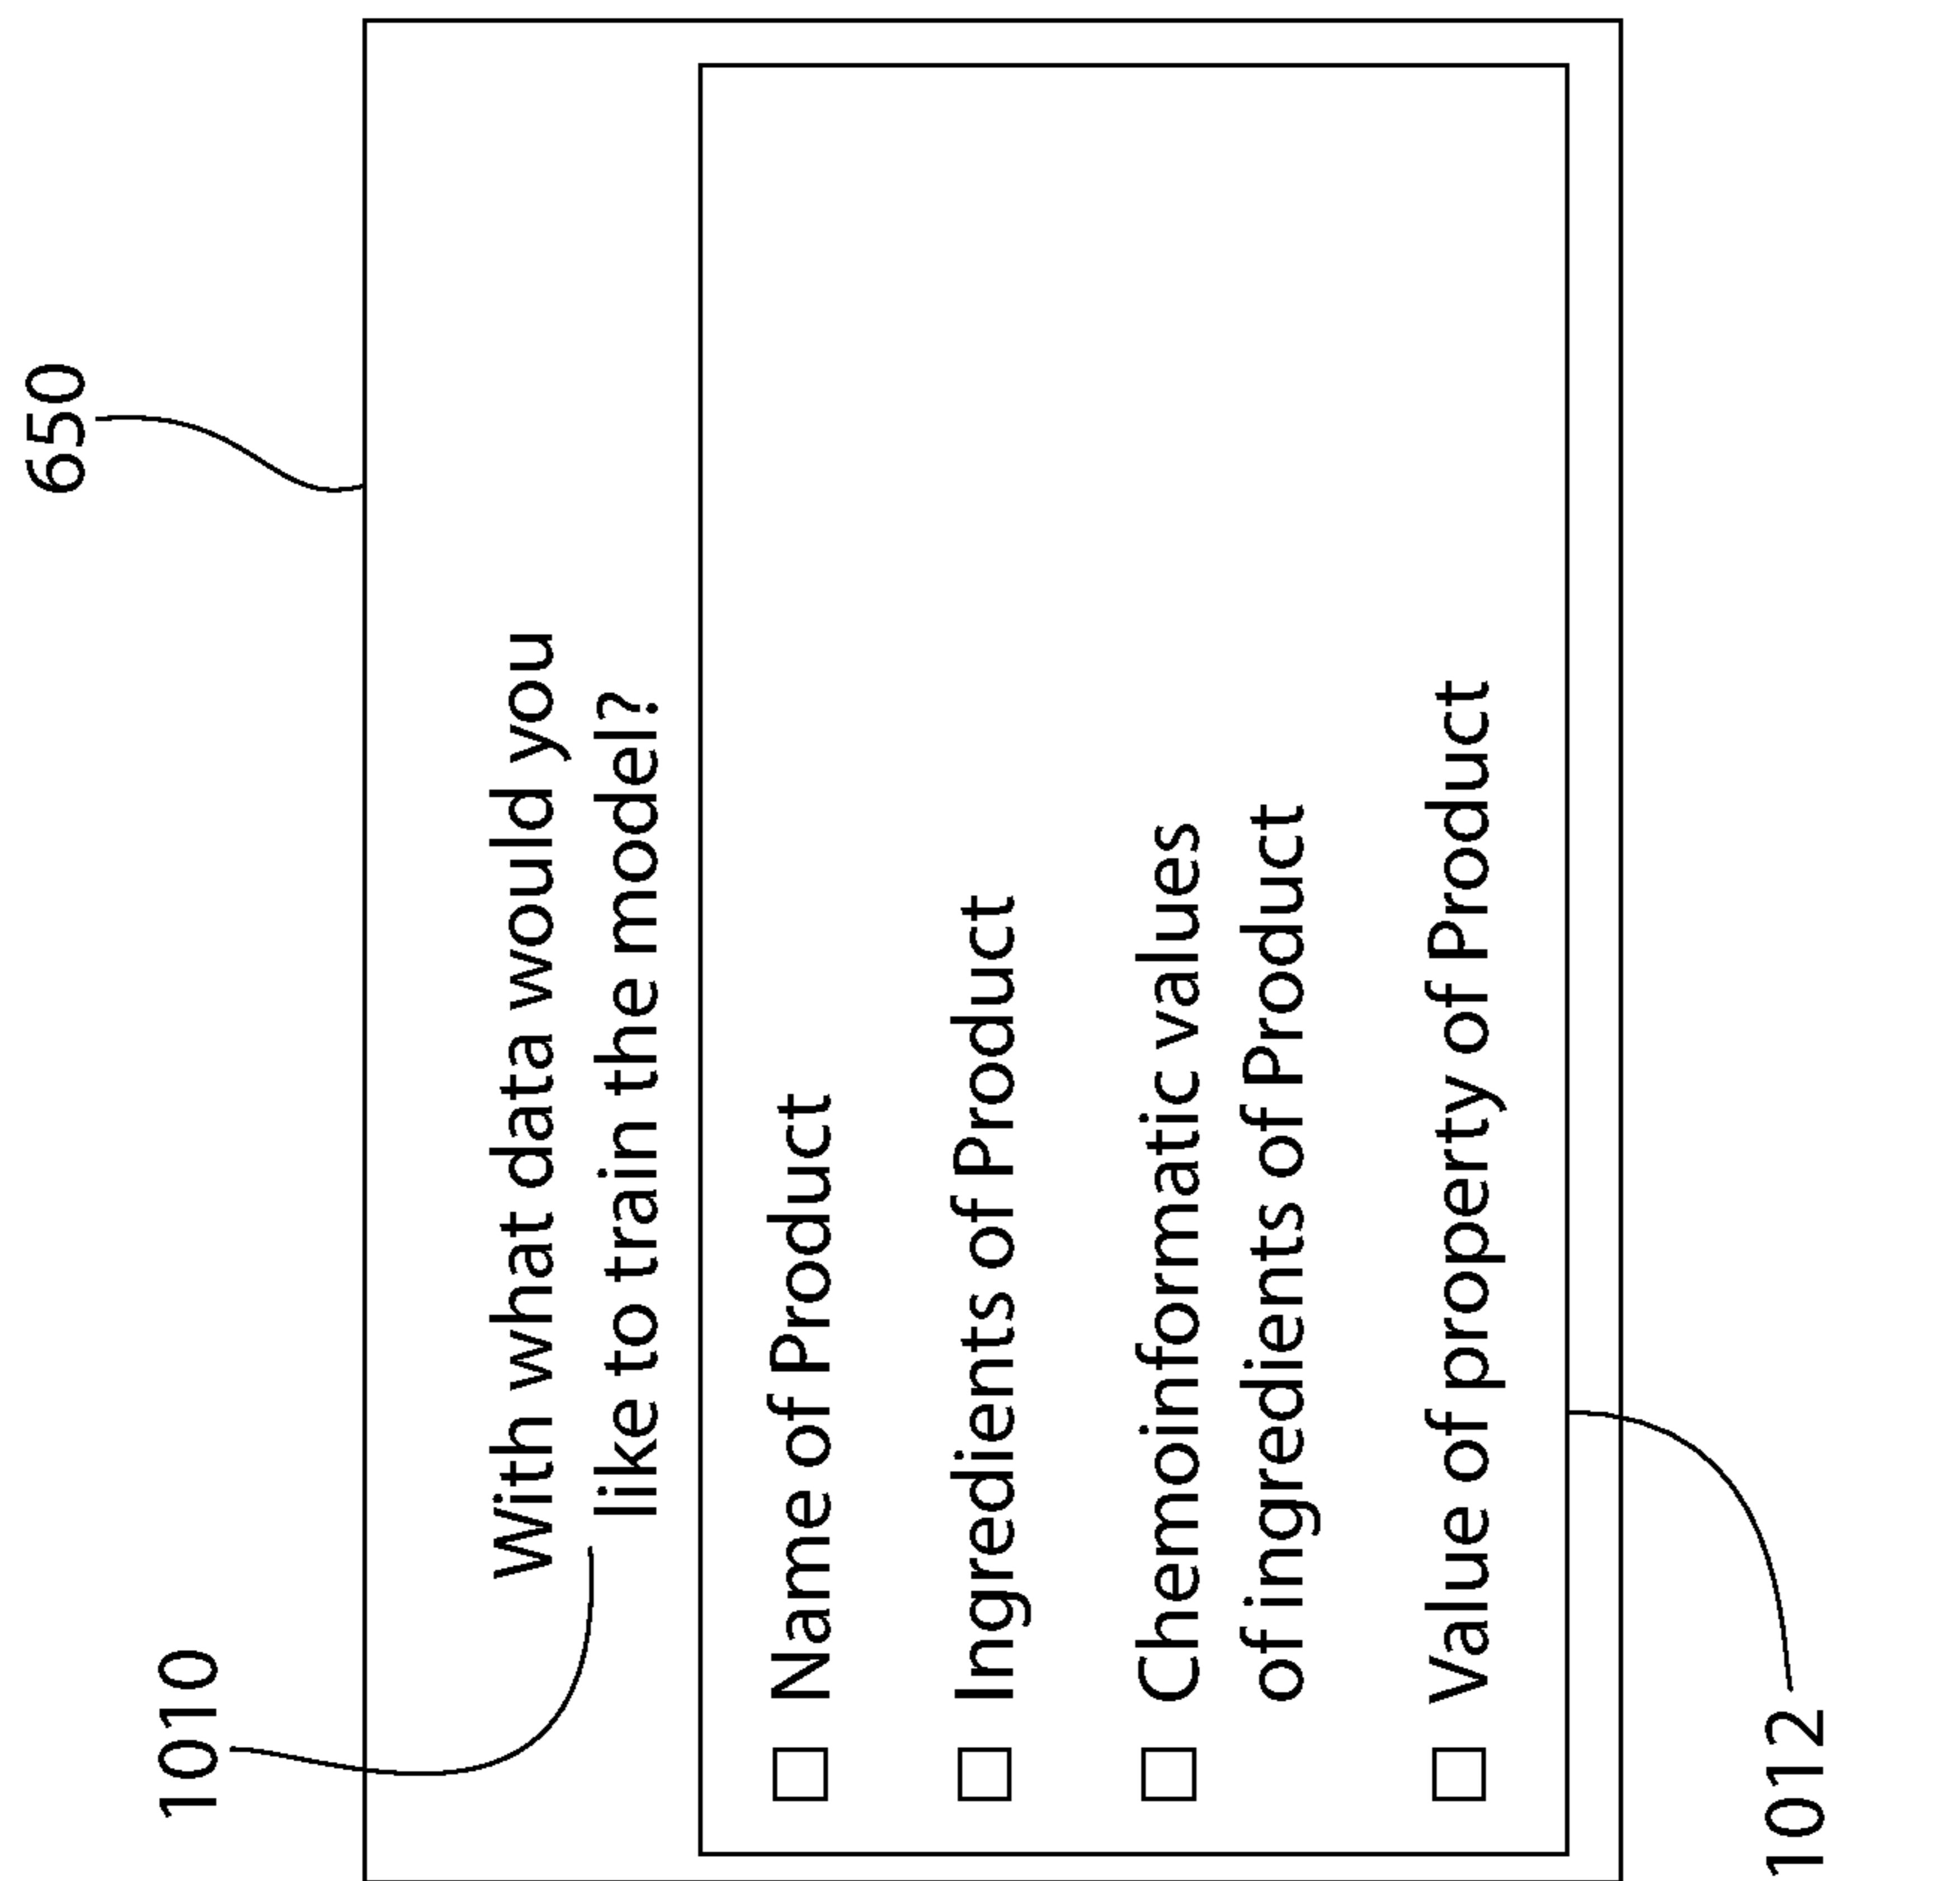 650
1010
With what data would you
like to train the model?
Name of Product
Ingredients of Product
Chemoinformatic values
of ingredients of Product
Value of property of Product
1012